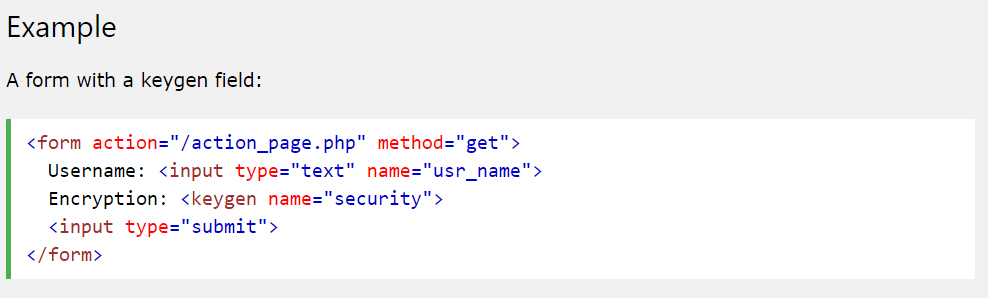 Example
A form with a keygen field:
<form action="/action_page.php" method="get">
  Username: <input type="text" name="usr_name">
  Encryption: <keygen name="security">
  <input type="submit">
</form>